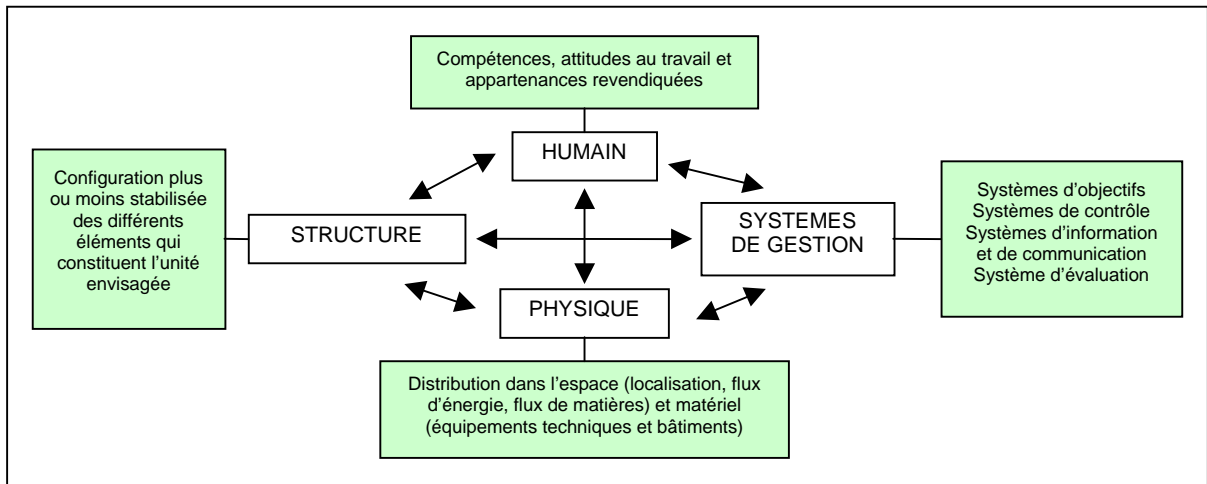 Compétences, attitudes au travail et
appartenances revendiquées
HUMAIN
Configuration plus
ou moins stabilisée
des différents
éléments qui
constituent l'unité
envisagée
STRUCTURE
SYSTEMES
DE GESTION
Systèmes d'objectifs
Systèmes de contrôle
Systèmes d'information
et de communication
Système d'évaluation
PHYSIQUE
Distribution dans l'espace (localisation, flux
d'énergie, flux de matières) et matériel
(équipements techniques et bâtiments)